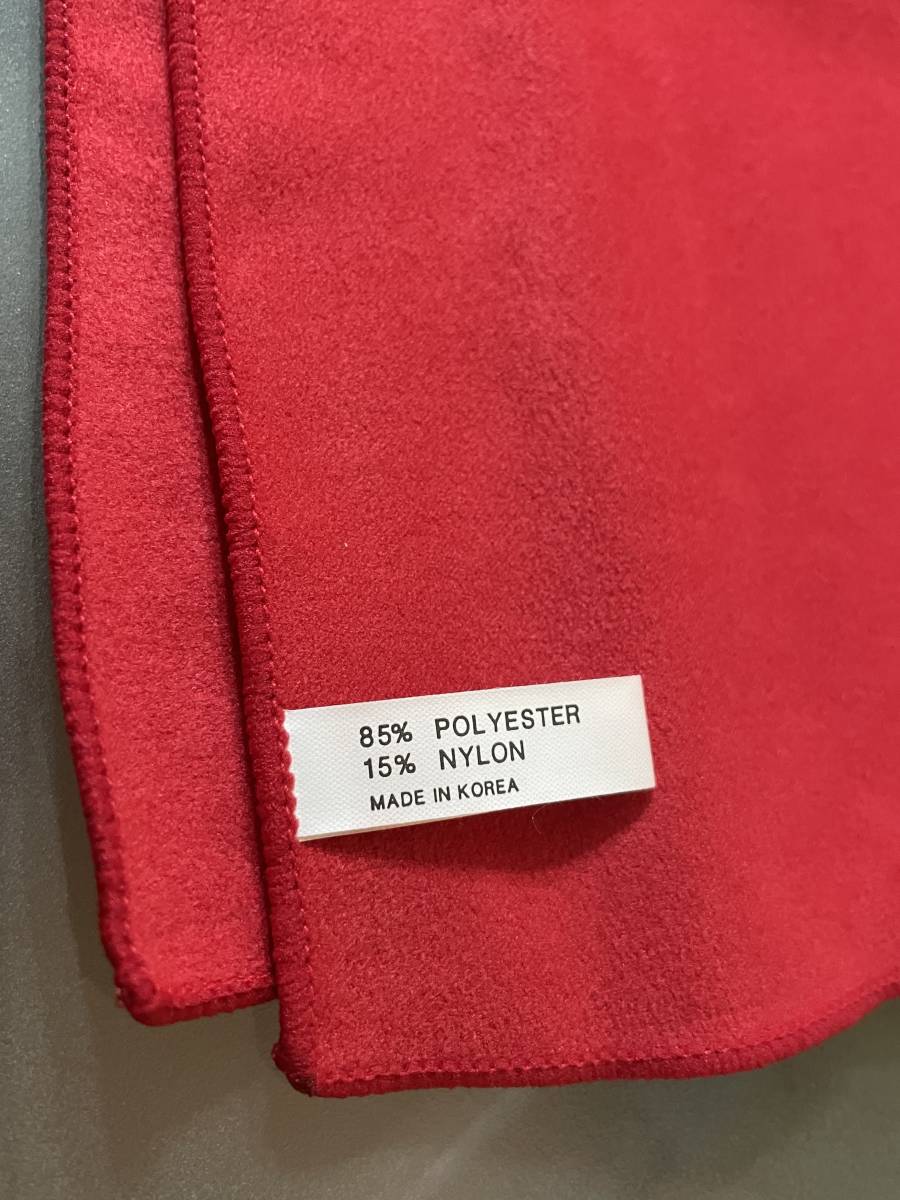 85% POLYESTER
15% NYLON
MADE IN KOREA